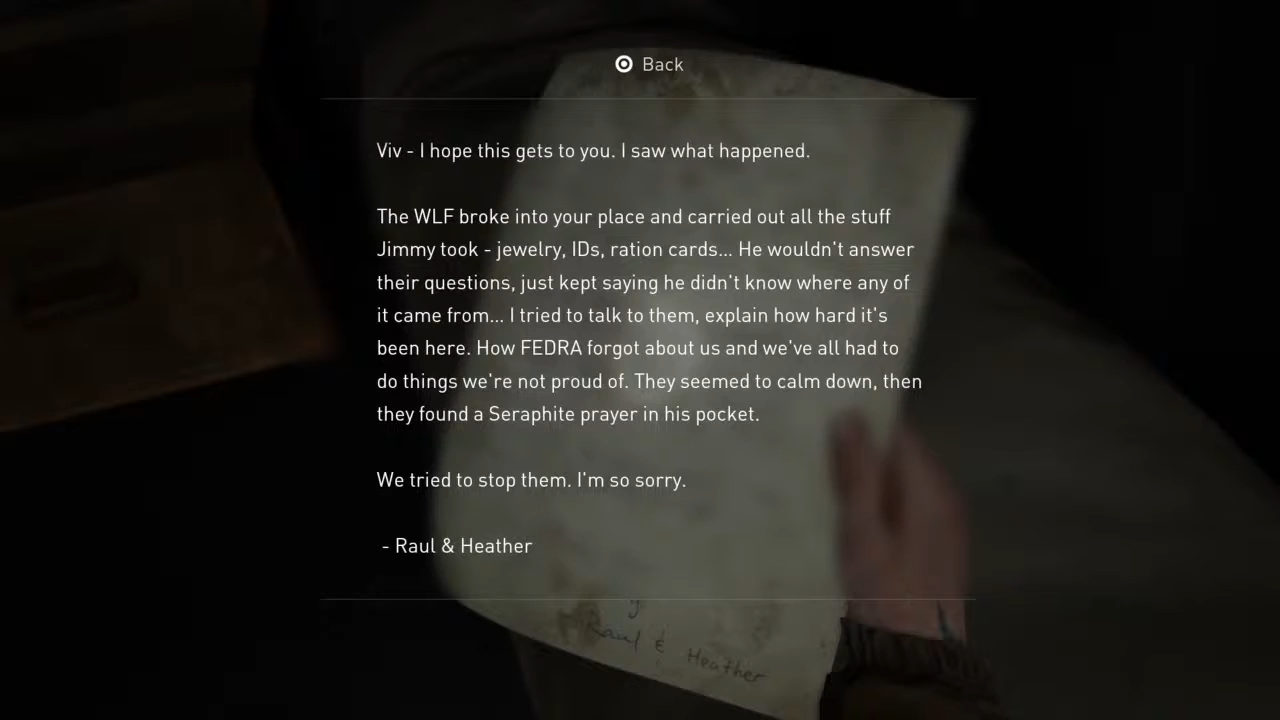 Back
Viv - I hope this gets to you. I saw what happened.
The WLF broke into your place and carried out all the stuff
Jimmy took - jewelry, IDs, ration cards... He wouldn't answer
their questions, just kept saying he didn't know where any of
it came from... I tried to talk to them, explain how hard it's
been here. How FEDRA forgot about us and we've all had to
do things we're not proud of. They seemed to calm down, then
they found a Seraphite prayer in his pocket.
We tried to stop them. I'm so sorry.
- Raul & Heather
Raul & Heather